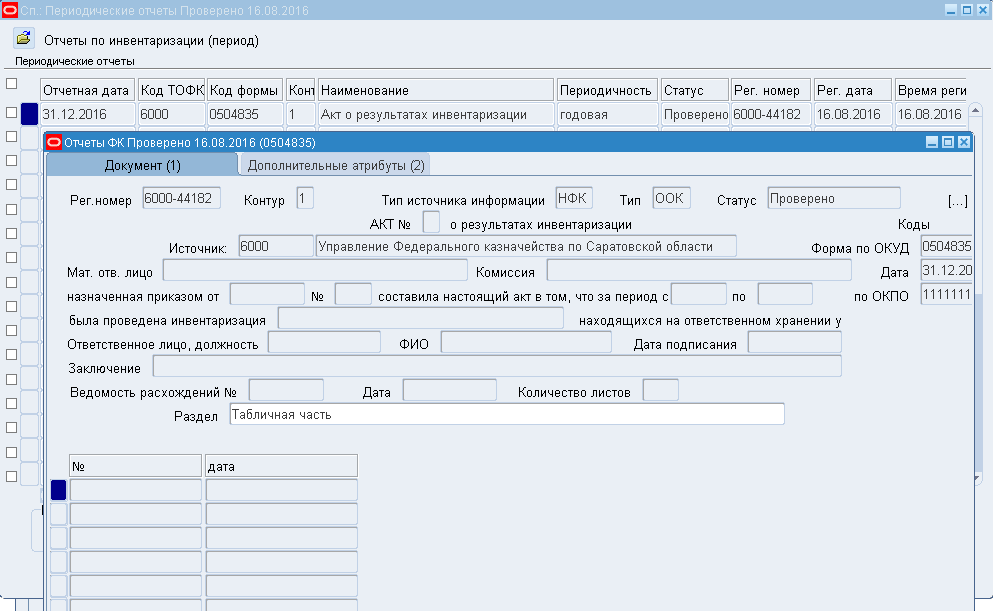 Сп.: Периодические отчеты Проверено 16.08.2016
Отчеты по инвентаризации (период)
Периодические отчеты
Отчетная дата Код ТОФК Код формы Конт Наименование Периодичность Статус Рег. номер Рег. дата Время реги
31.12.2016 6000 0504835 1 Акт о результатах инвентаризации годовая Проверено 6000-44182 16.08.2016 16.08.2016
Отчеты ФК Проверено 16.08.2016 (0504835)
Документ (1) Дополнительные атрибуты (2)
Рег.номер 6000-44182 Контур 1 Тип источника информации НФК Тип ООК Статус Проверено [...]
АКТ № о результатах инвентаризации Коды
Источник: 6000 Управление Федерального казначейства по Саратовской области Форма по ОКУД 0504835
Мат. отв. лицо Комиссия Дата 31.12.20
назначенная приказом от № составила настоящий акт в том, что за период с по по ОКПО 1111111
была проведена инвентаризация находящихся на ответственном хранении у
Ответственное лицо, должность ФИО Дата подписания
Заключение
Ведомость расхождений № Дата Количество листов
Раздел Табличная часть
№ дата